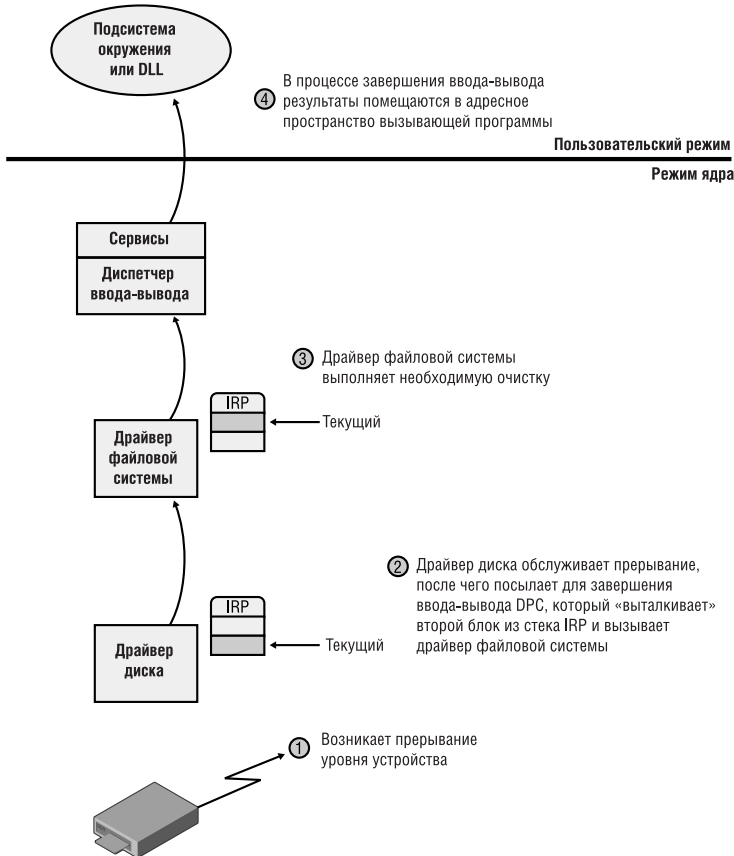 Подсистема
окружения
или DLL
4
В процессе завершения ввода-вывода
результаты помещаются в адресное
пространство вызывающей программы
Пользовательский режим
Режим ядра
Сервисы
Диспетчер
ввода-вывода
3
Драйвер файловой системы
выполняет необходимую очистку
IRP
Текущий
Драйвер
файловой
системы
2
Драйвер диска обслуживает прерывание,
после чего посылает для завершения
ввода-вывода DPC, который «выталкивает»
второй блок из стека IRP и вызывает
драйвер файловой системы
IRP
Текущий
Драйвер
диска
1
Возникает прерывание
уровня устройства